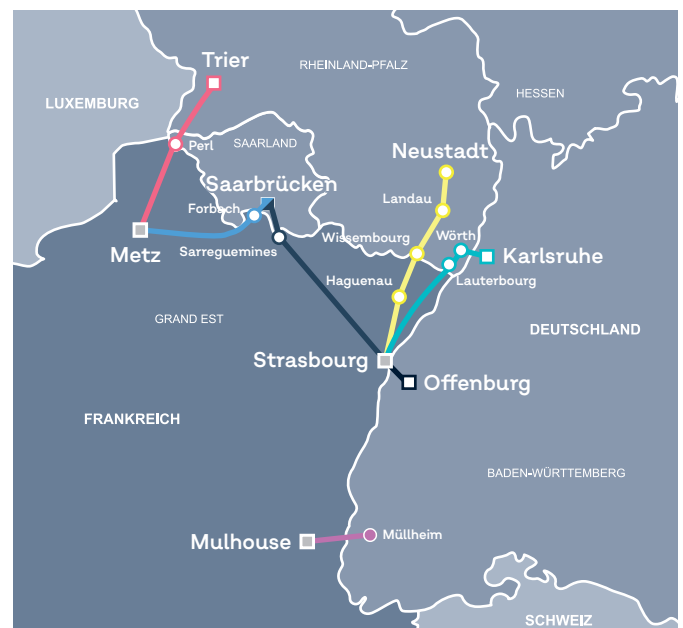 Trier
RHEINLAND-PFALZ
LUXEMBURG
HESSEN
Perl
SAARLAND
Neustadt
Saarbrücken
Landau
Forbach
Wissembourg
Wörth
Metz
Sarreguemines
Karlsruhe
Haguenau
Lauterbourg
GRAND EST
DEUTSCHLAND
Strasbourg
Offenburg
FRANKREICH
BADEN-WÜRTTEMBERG
Mulhouse
Müllheim
SCHWEIZ